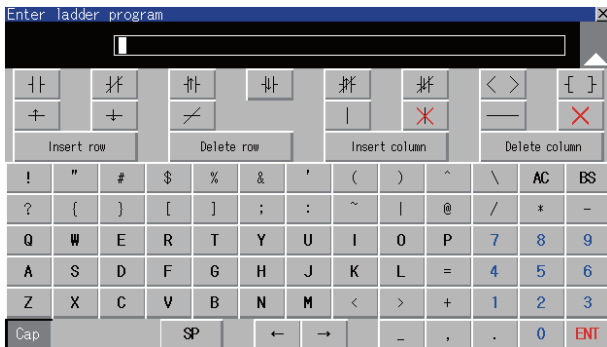 Enter ladder program ×
< > { }
Insert row Delete row Insert column Delete column
! " # $ % & ' ( ) ^ \ AC BS
? { } [ ] ; : ~ | @ / * -
Q W E R T Y U I O P 7 8 9
A S D F G H J K L = 4 5 6
Z X C V B N M < > + 1 2 3
Cap SP ← → _ , . 0 ENT